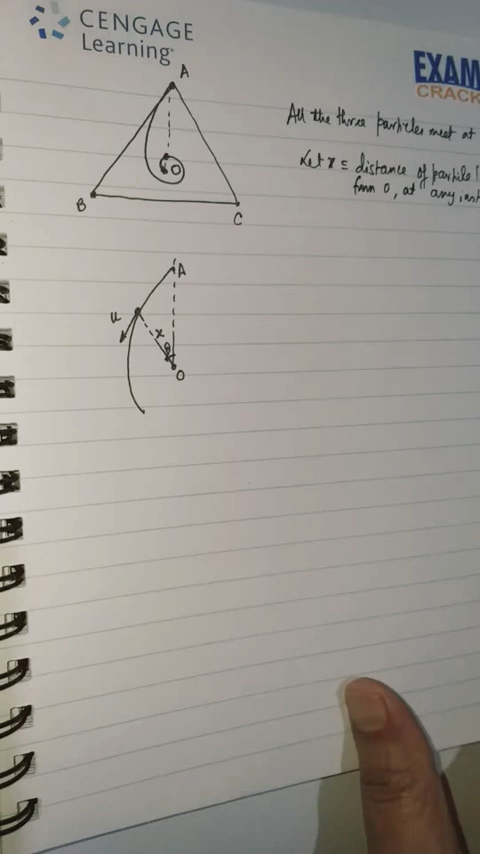 CENGAGE
Learning
EXAM
CRACK
All the three particles meet at
Let x = distance of particle
from O, at any inst
A
O
B
C
A
u
x
θ
O